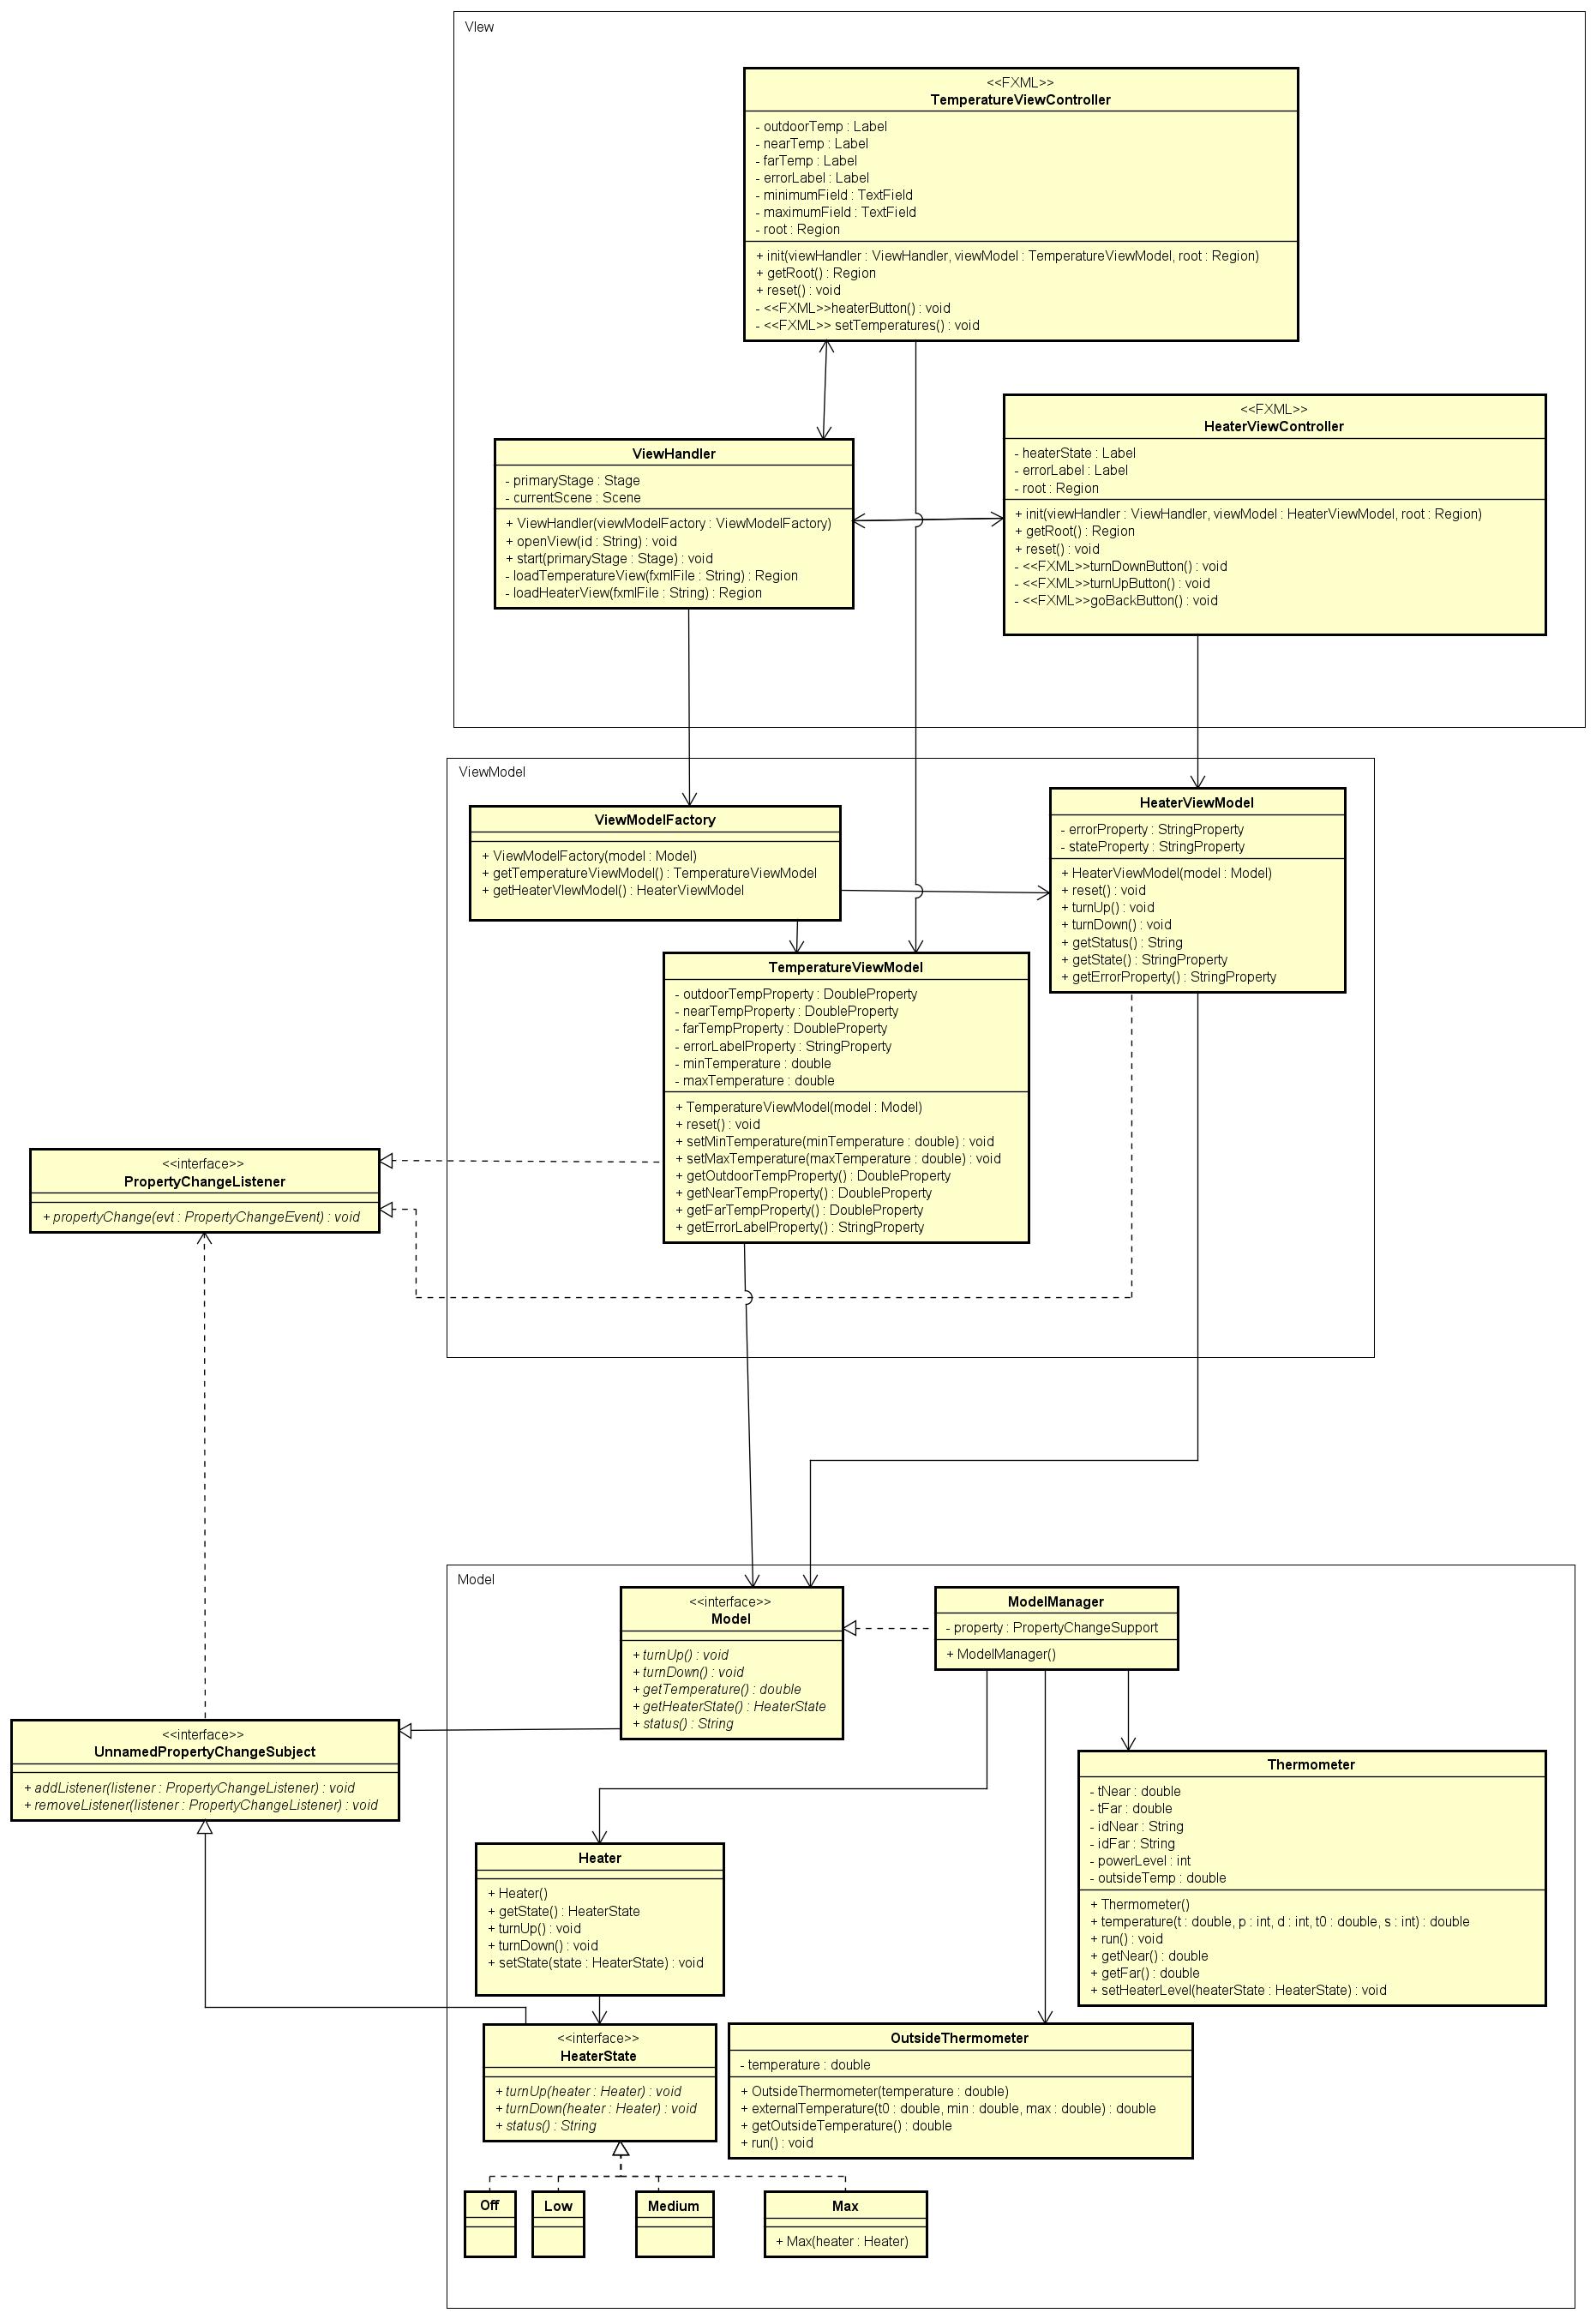 VIew
<<FXML>>
TemperatureViewController
- outdoorTemp : Label
- nearTemp : Label
- farTemp : Label
- errorLabel : Label
- minimumField : TextField
- maximumField : TextField
- root : Region
+ init(viewHandler : ViewHandler, viewModel : TemperatureViewModel, root : Region)
+ getRoot() : Region
+ reset() : void
- <<FXML>>heaterButton() : void
- <<FXML>> setTemperatures() : void
<<FXML>>
HeaterViewController
- heaterState : Label
- errorLabel : Label
- root : Region
+ init(viewHandler : ViewHandler, viewModel : HeaterViewModel, root : Region)
+ getRoot() : Region
+ reset() : void
- <<FXML>>turnDownButton() : void
- <<FXML>>turnUpButton() : void
- <<FXML>>goBackButton() : void
ViewHandler
- primaryStage : Stage
- currentScene : Scene
+ ViewHandler(viewModelFactory : ViewModelFactory)
+ openView(id : String) : void
+ start(primaryStage : Stage) : void
- loadTemperatureView(fxmlFile : String) : Region
- loadHeaterView(fxmlFile : String) : Region
ViewModel
ViewModelFactory
+ ViewModelFactory(model : Model)
+ getTemperatureViewModel() : TemperatureViewModel
+ getHeaterVIewModel() : HeaterViewModel
HeaterViewModel
- errorProperty : StringProperty
- stateProperty : StringProperty
+ HeaterViewModel(model : Model)
+ reset() : void
+ turnUp() : void
+ turnDown() : void
+ getStatus() : String
+ getState() : StringProperty
+ getErrorProperty() : StringProperty
TemperatureViewModel
- outdoorTempProperty : DoubleProperty
- nearTempProperty : DoubleProperty
- farTempProperty : DoubleProperty
- errorLabelProperty : StringProperty
- minTemperature : double
- maxTemperature : double
+ TemperatureViewModel(model : Model)
+ reset() : void
+ setMinTemperature(minTemperature : double) : void
+ setMaxTemperature(maxTemperature : double) : void
+ getOutdoorTempProperty() : DoubleProperty
+ getNearTempProperty() : DoubleProperty
+ getFarTempProperty() : DoubleProperty
+ getErrorLabelProperty() : StringProperty
<<interface>>
PropertyChangeListener
+ propertyChange(evt : PropertyChangeEvent) : void
Model
<<interface>>
Model
+ turnUp() : void
+ turnDown() : void
+ getTemperature() : double
+ getHeaterState() : HeaterState
+ status() : String
ModelManager
- property : PropertyChangeSupport
+ ModelManager()
<<interface>>
UnnamedPropertyChangeSubject
+ addListener(listener : PropertyChangeListener) : void
+ removeListener(listener : PropertyChangeListener) : void
Thermometer
- tNear : double
- tFar : double
- idNear : String
- idFar : String
- powerLevel : int
- outsideTemp : double
+ Thermometer()
+ temperature(t : double, p : int, d : int, t0 : double, s : int) : double
+ run() : void
+ getNear() : double
+ getFar() : double
+ setHeaterLevel(heaterState : HeaterState) : void
Heater
+ Heater()
+ getState() : HeaterState
+ turnUp() : void
+ turnDown() : void
+ setState(state : HeaterState) : void
<<interface>>
HeaterState
+ turnUp(heater : Heater) : void
+ turnDown(heater : Heater) : void
+ status() : String
OutsideThermometer
- temperature : double
+ OutsideThermometer(temperature : double)
+ externalTemperature(t0 : double, min : double, max : double) : double
+ getOutsideTemperature() : double
+ run() : void
Off
Low
Medium
Max
+ Max(heater : Heater)